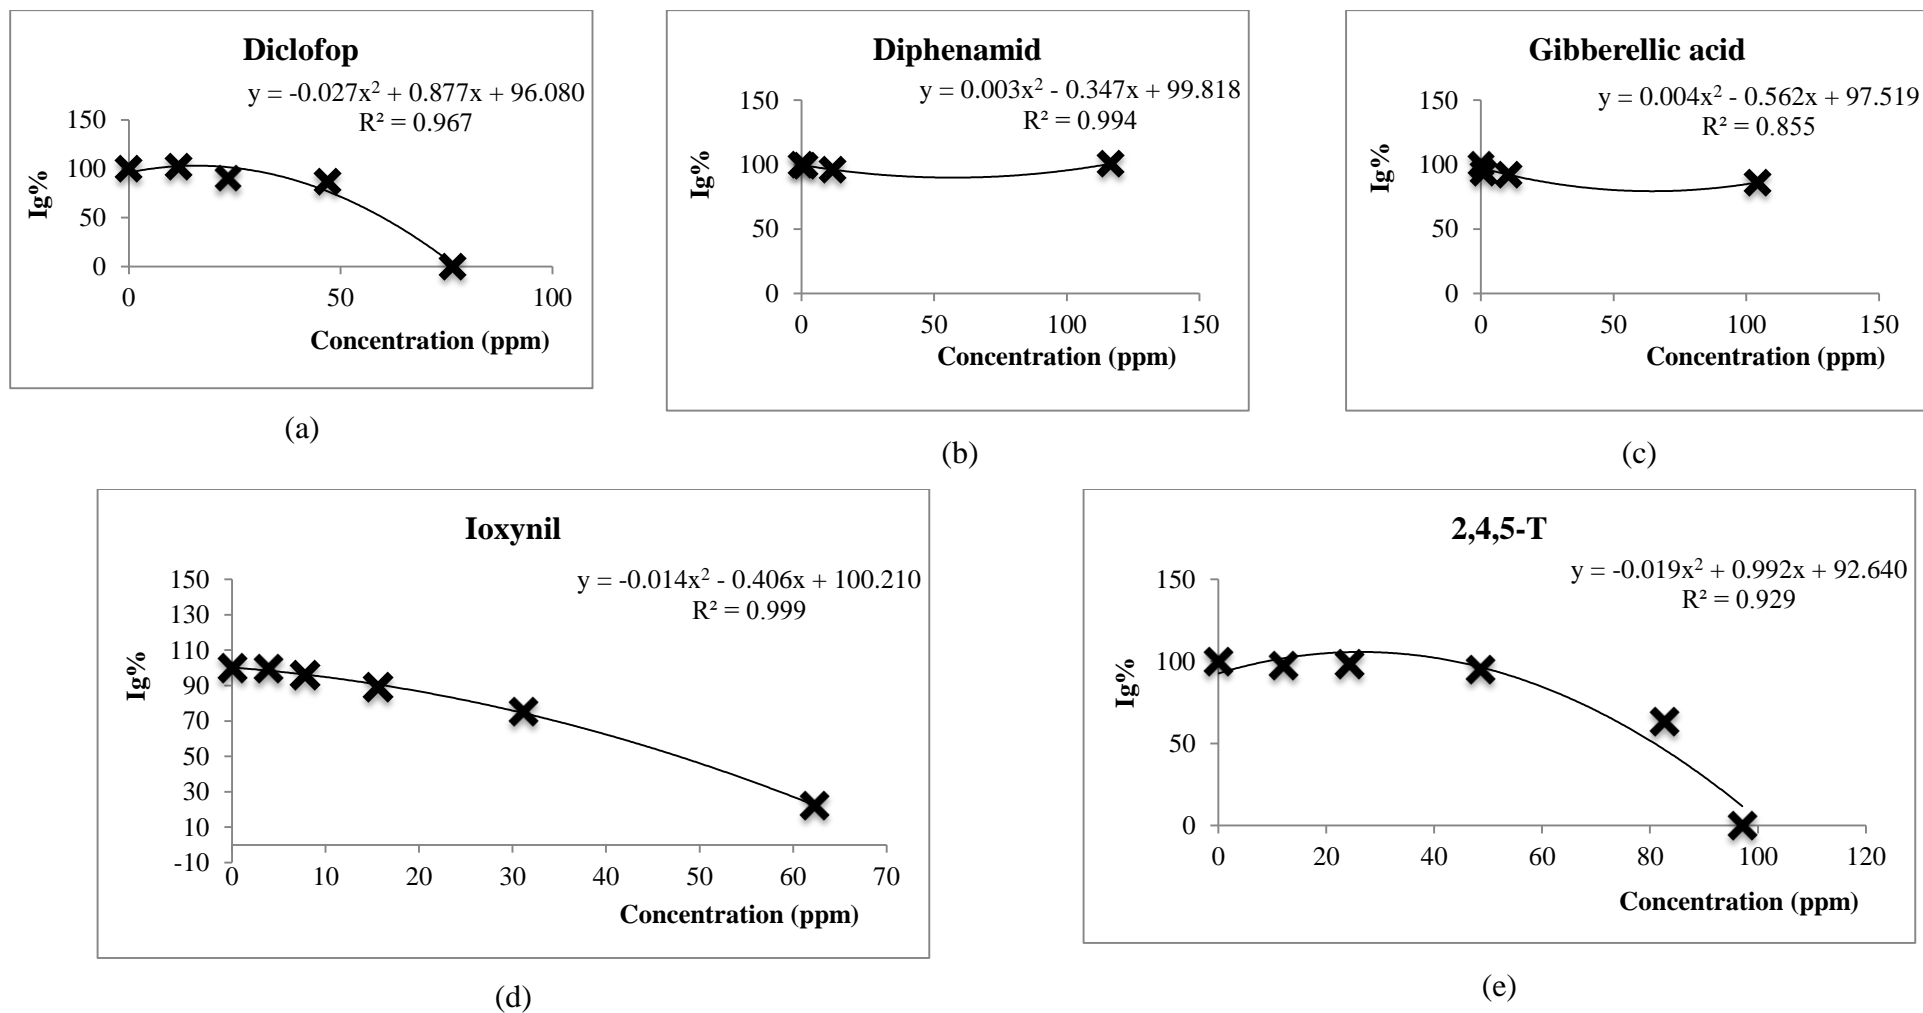 Diclofop
y = -0.027x² + 0.877x + 96.080
R² = 0.967
150
100
50
0
0 50 100
Ig%
Concentration (ppm)
(a)
Diphenamid
y = 0.003x² - 0.347x + 99.818
R² = 0.994
150
100
50
0
0 50 100 150
Ig%
Concentration (ppm)
(b)
Gibberellic acid
y = 0.004x² - 0.562x + 97.519
R² = 0.855
150
100
50
0
0 50 100 150
Ig%
Concentration (ppm)
(c)
Ioxynil
y = -0.014x² - 0.406x + 100.210
R² = 0.999
150
130
110
90
70
50
30
10
-10
0 10 20 30 40 50 60 70
Ig%
Concentration (ppm)
(d)
2,4,5-T
y = -0.019x² + 0.992x + 92.640
R² = 0.929
150
100
50
0
0 20 40 60 80 100 120
Ig%
Concentration (ppm)
(e)